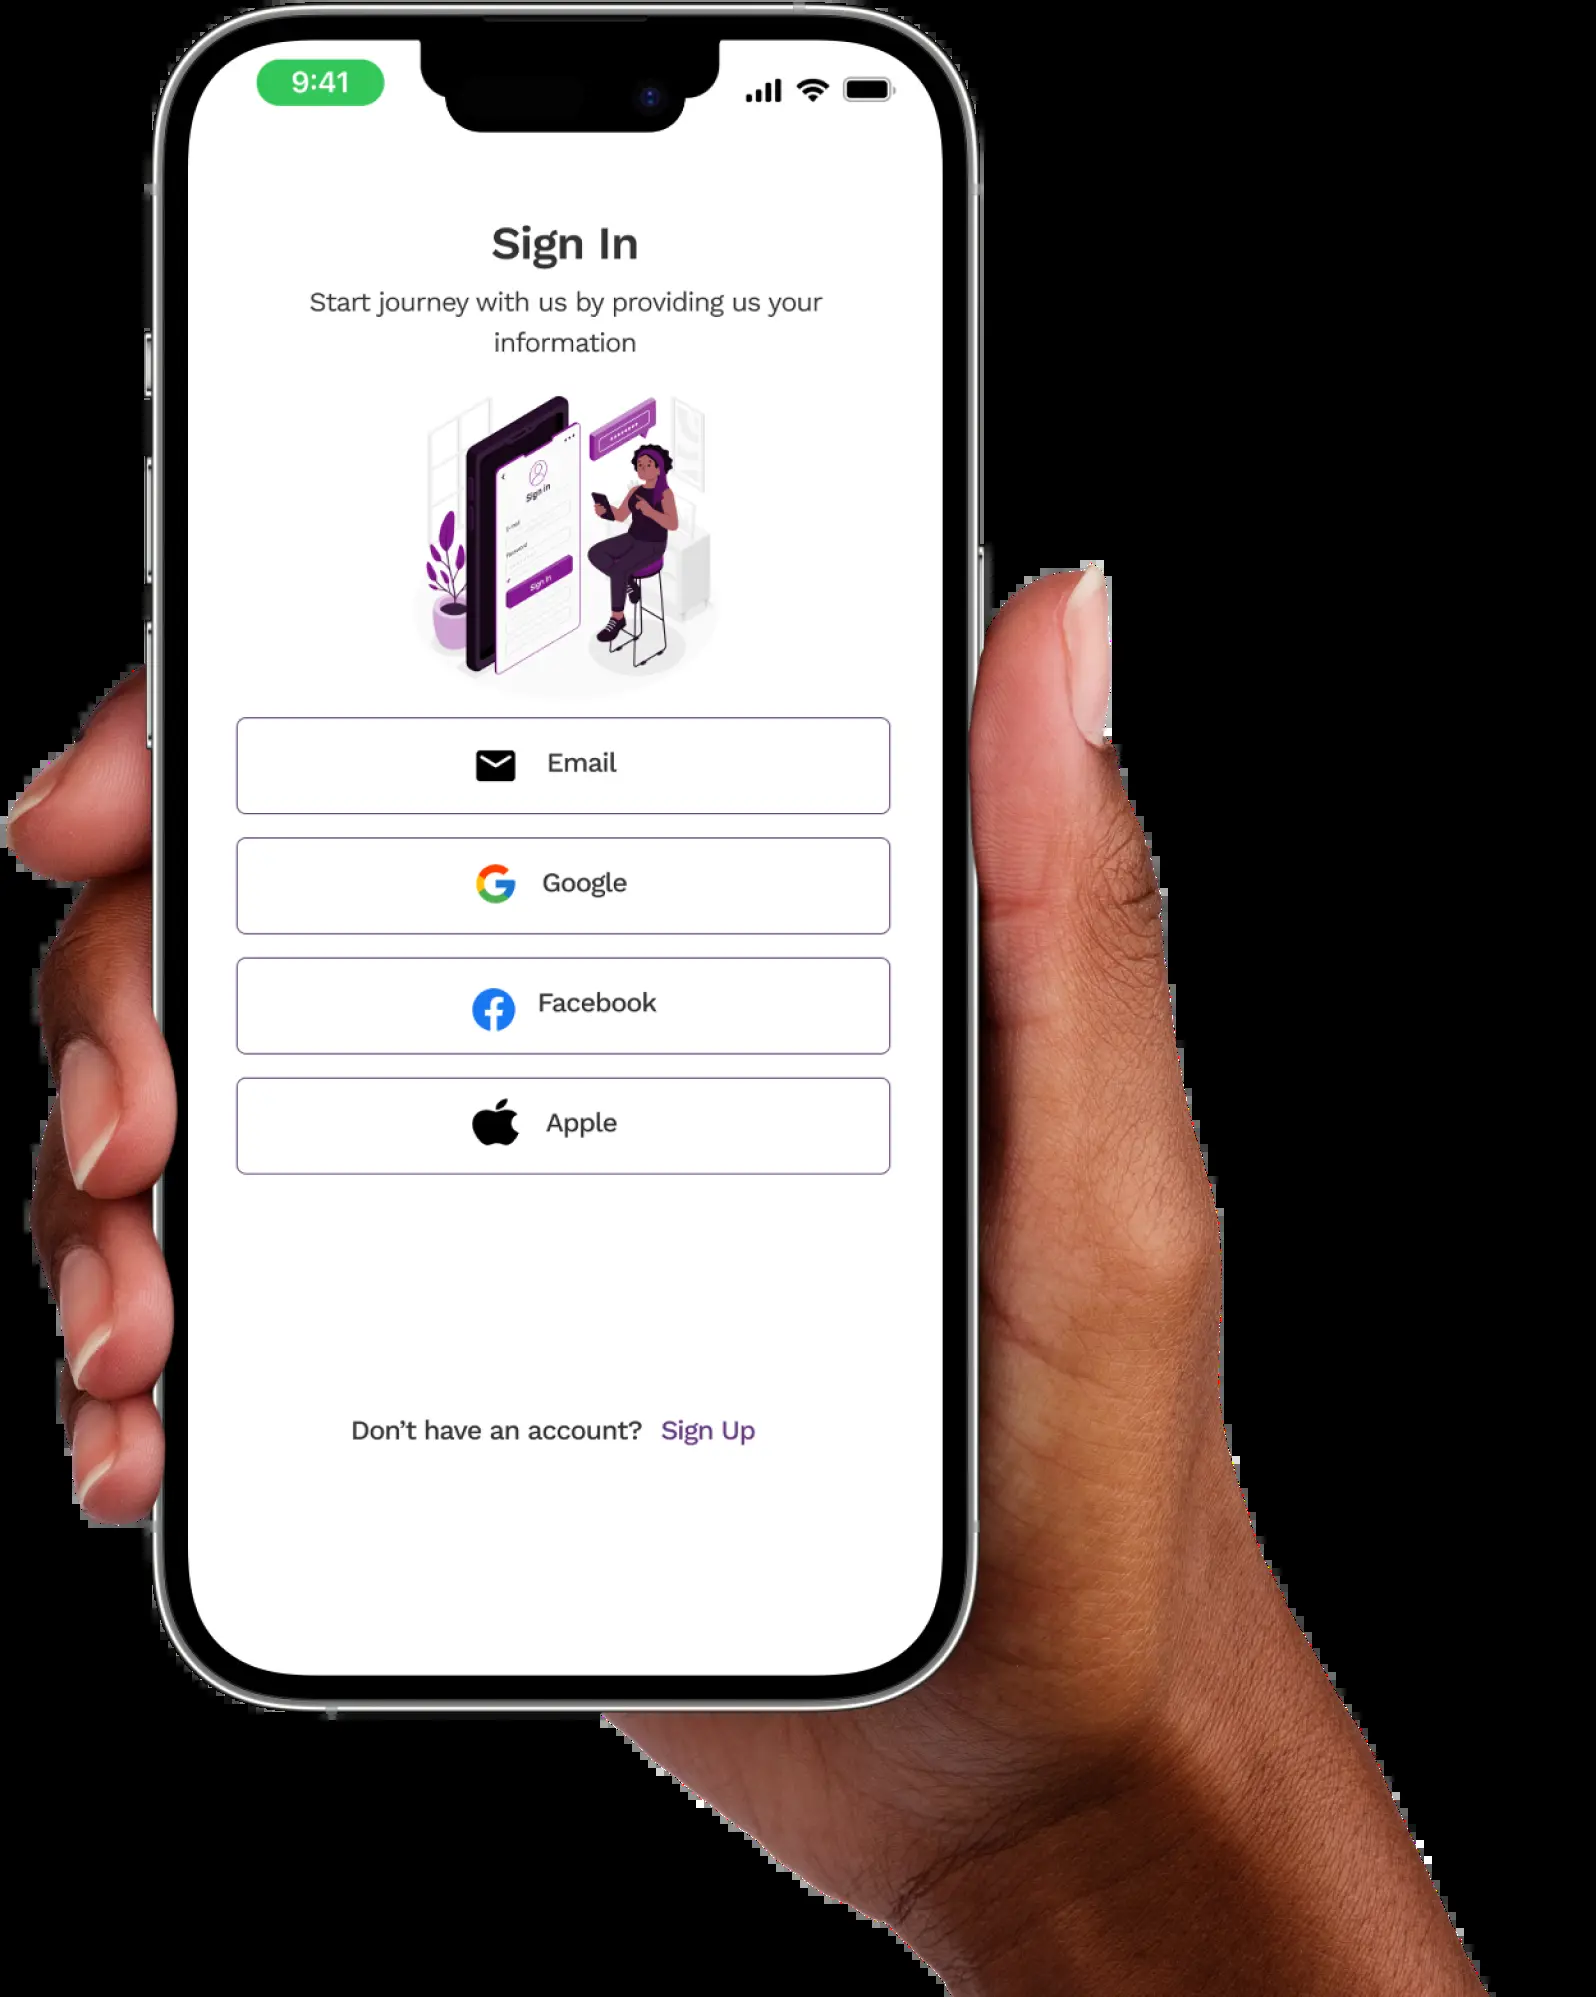 9:41
Sign In
Start journey with us by providing us your
information
Sign in
E-mail
Password
Sign In
Email
Google
Facebook
Apple
Don’t have an account? Sign Up